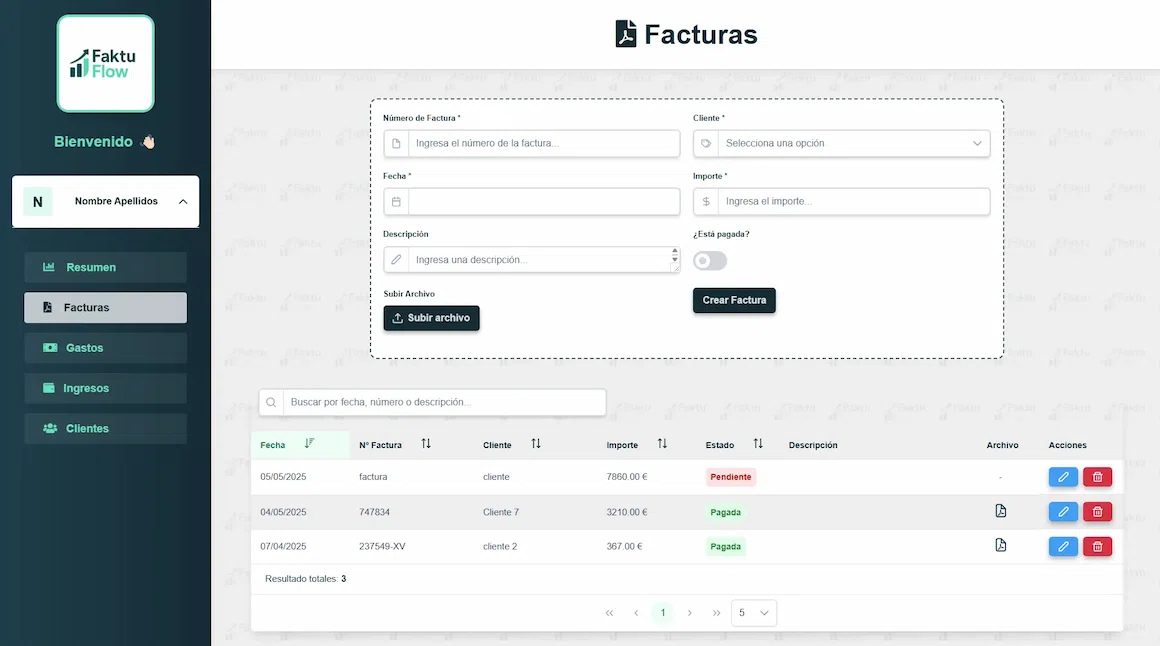 Faktu
Flow
Bienvenido
N Nombre Apellidos
Resumen
Facturas
Gastos
Ingresos
Clientes
Facturas
Número de Factura * Cliente *
Ingresa el número de la factura... Selecciona una opción
Fecha * Importe *
$ Ingresa el importe...
Descripción ¿Está pagada?
Ingresa una descripción...
Subir Archivo
Crear Factura
Subir archivo
Buscar por fecha, número o descripción...
Fecha Nº Factura Cliente Importe Estado Descripción Archivo Acciones
05/05/2025 factura cliente 7860.00 € Pendiente -
04/05/2025 747834 Cliente 7 3210.00 € Pagada
07/04/2025 237549-XV cliente 2 367.00 € Pagada
Resultado totales: 3
« ‹ 1 › » 5